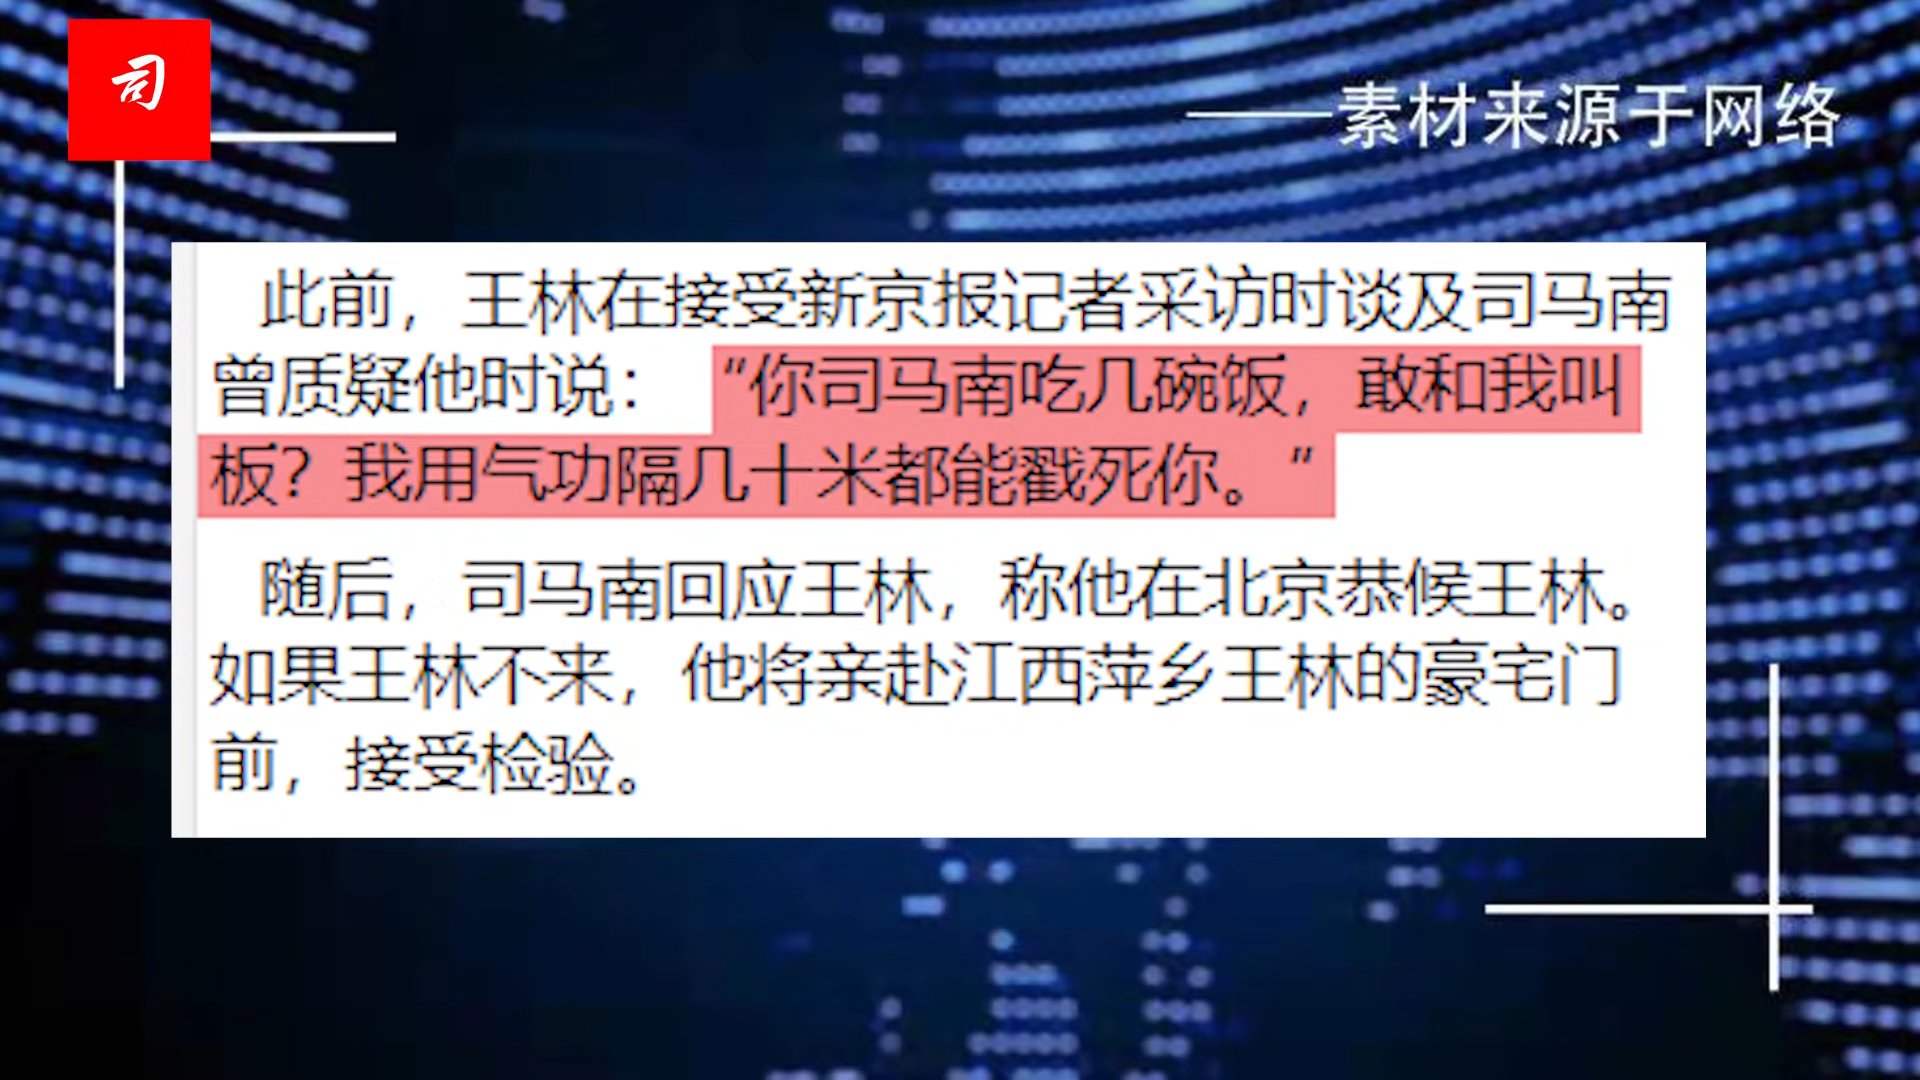 司
——素材来源于网络
此前，王林在接受新京报记者采访时谈及司马南
曾质疑他时说：“你司马南吃几碗饭，敢和我叫
板？我用气功隔几十米都能戳死你。”
随后，司马南回应王林，称他在北京恭候王林。
如果王林不来，他将亲赴江西萍乡王林的豪宅门
前，接受检验。